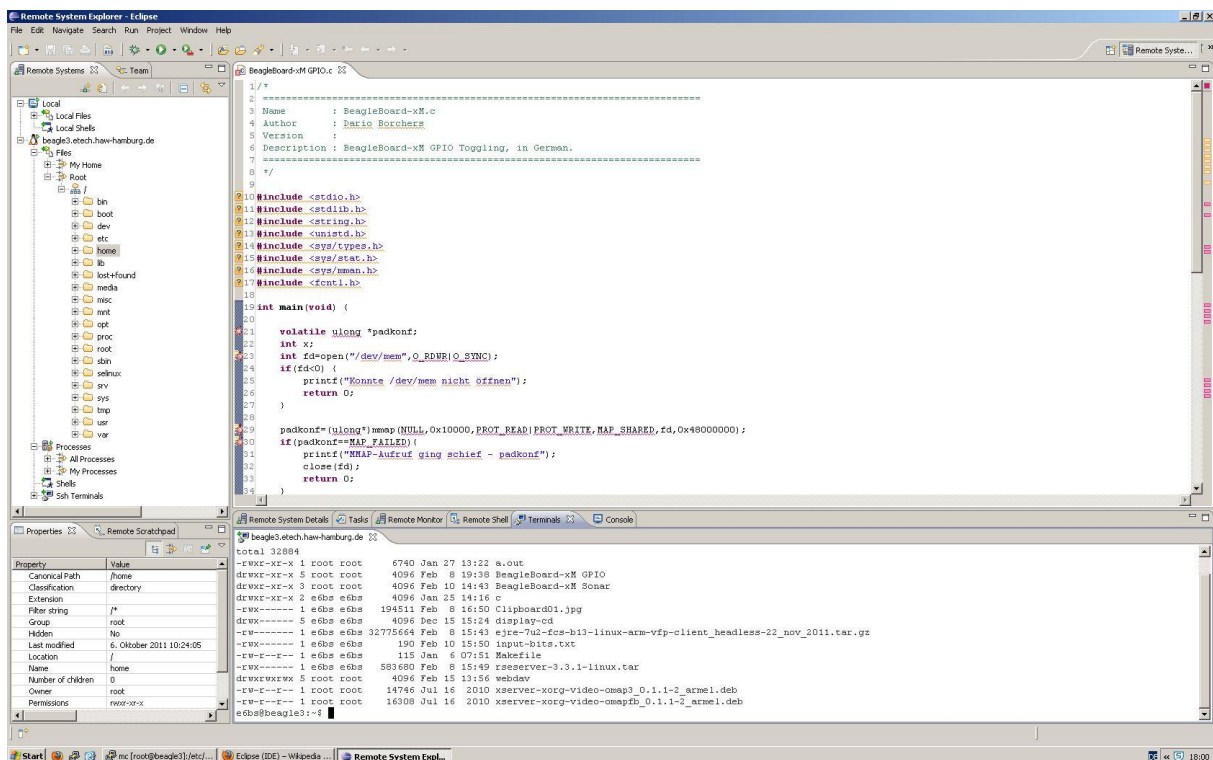 Remote System Explorer - Eclipse
File Edit Navigate Search Run Project Window Help
Remote Syste...
Remote Systems
Team
Local
Local Files
Local Shells
beagle3.etech.haw-hamburg.de
Files
My Home
Root
/
bin
boot
dev
etc
home
lib
lost+found
media
misc
mnt
opt
proc
root
sbin
selinux
srv
sys
tmp
usr
var
Processes
All Processes
My Processes
Shells
Ssh Terminals
BeagleBoard-xM GPIO.c
1 /*
2 ============================================================================
3 Name : BeagleBoard-xM.c
4 Author : Dario Borchers
5 Version :
6 Description : BeagleBoard-xM GPIO Toggling, in German.
7 ============================================================================
8 */
9
10 #include <stdio.h>
11 #include <stdlib.h>
12 #include <string.h>
13 #include <unistd.h>
14 #include <sys/types.h>
15 #include <sys/stat.h>
16 #include <sys/mman.h>
17 #include <fcntl.h>
18
19 int main(void) {
20
21 volatile ulong *padkonf;
22 int x;
23 int fd=open("/dev/mem",O_RDWR|O_SYNC);
24 if(fd<0) {
25 printf("Konnte /dev/mem nicht öffnen");
26 return 0;
27 }
28
29 padkonf=(ulong*)mmap(NULL,0x10000,PROT_READ|PROT_WRITE,MAP_SHARED,fd,0x48000000);
30 if(padkonf==MAP_FAILED){
31 printf("MMAP-Aufruf ging schief - padkonf");
32 close(fd);
33 return 0;
34 }
Properties
Remote Scratchpad
Property Value
Canonical Path /home
Classification directory
Extension
Filter string /*
Group root
Hidden No
Last modified 6. Oktober 2011 10:24:05
Location /
Name home
Number of children 0
Owner root
Permissions rwxr-xr-x
Remote System Details Tasks Remote Monitor Remote Shell Terminals Console
beagle3.etech.haw-hamburg.de
total 32884
-rwxr-xr-x 1 root root 6740 Jan 27 13:22 a.out
drwxr-xr-x 5 root root 4096 Feb 8 19:38 BeagleBoard-xM GPIO
drwxr-xr-x 3 root root 4096 Feb 10 14:43 BeagleBoard-xM Sonar
drwxr-xr-x 2 e6bs e6bs 4096 Jan 25 14:16 c
-rwx------ 1 e6bs e6bs 194511 Feb 8 16:50 Clipboard01.jpg
drwx------ 5 e6bs e6bs 4096 Dec 15 15:24 display-cd
-rw------- 1 e6bs e6bs 32775664 Feb 8 15:43 ejre-7u2-fcs-b13-linux-arm-vfp-client_headless-22_nov_2011.tar.gz
-rwx------ 1 e6bs e6bs 190 Feb 10 15:50 input-bits.txt
-rw-r--r-- 1 e6bs e6bs 115 Jan 6 07:51 Makefile
-rwxrwxrwx 1 e6bs e6bs 583680 Feb 8 15:49 rseserver-3.3.1-linux.tar
drwxrwxrwx 5 root root 4096 Feb 15 13:56 webdav
-rw-r--r-- 1 root root 14746 Jul 16 2010 xserver-xorg-video-omap3_0.1.1-2_armel.deb
-rw-r--r-- 1 root root 16308 Jul 16 2010 xserver-xorg-video-omapfb_0.1.1-2_armel.deb
e6bs@beagle3:~$
Start
mc [root@beagle3]:/etc/...
Eclipse (IDE) – Wikipedia ...
Remote System Expl...
DE
18:00